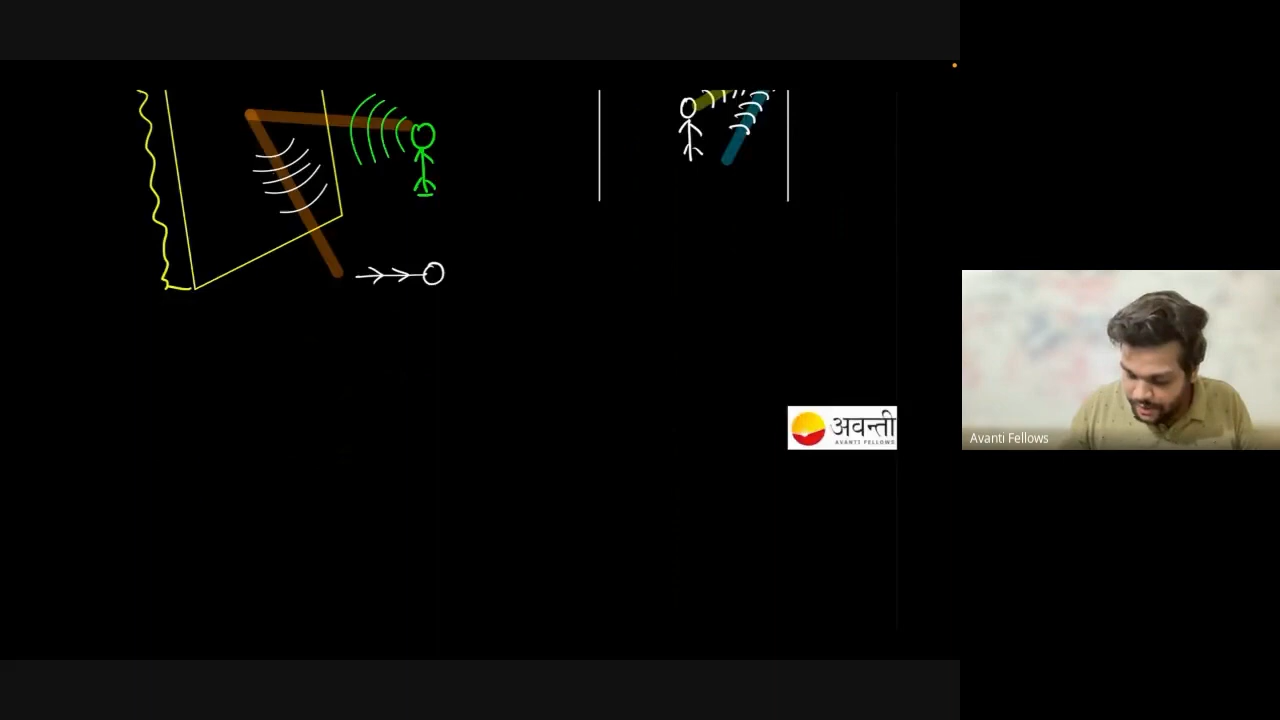 अवन्ती
AVANTI FELLOWS
Avanti Fellows